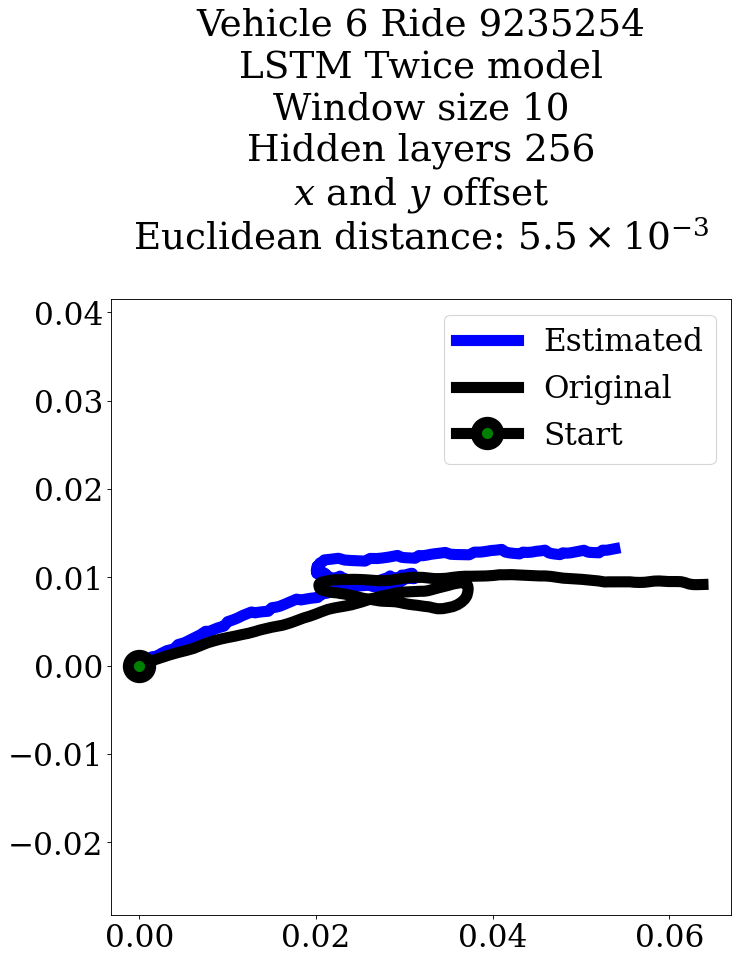 Vehicle 6 Ride 9235254
LSTM Twice model
Window size 10
Hidden layers 256
x and y offset
Euclidean distance: 5.5 × 10⁻³
Estimated
Original
Start
0.04
0.03
0.02
0.01
0.00
−0.01
−0.02
0.00 0.02 0.04 0.06